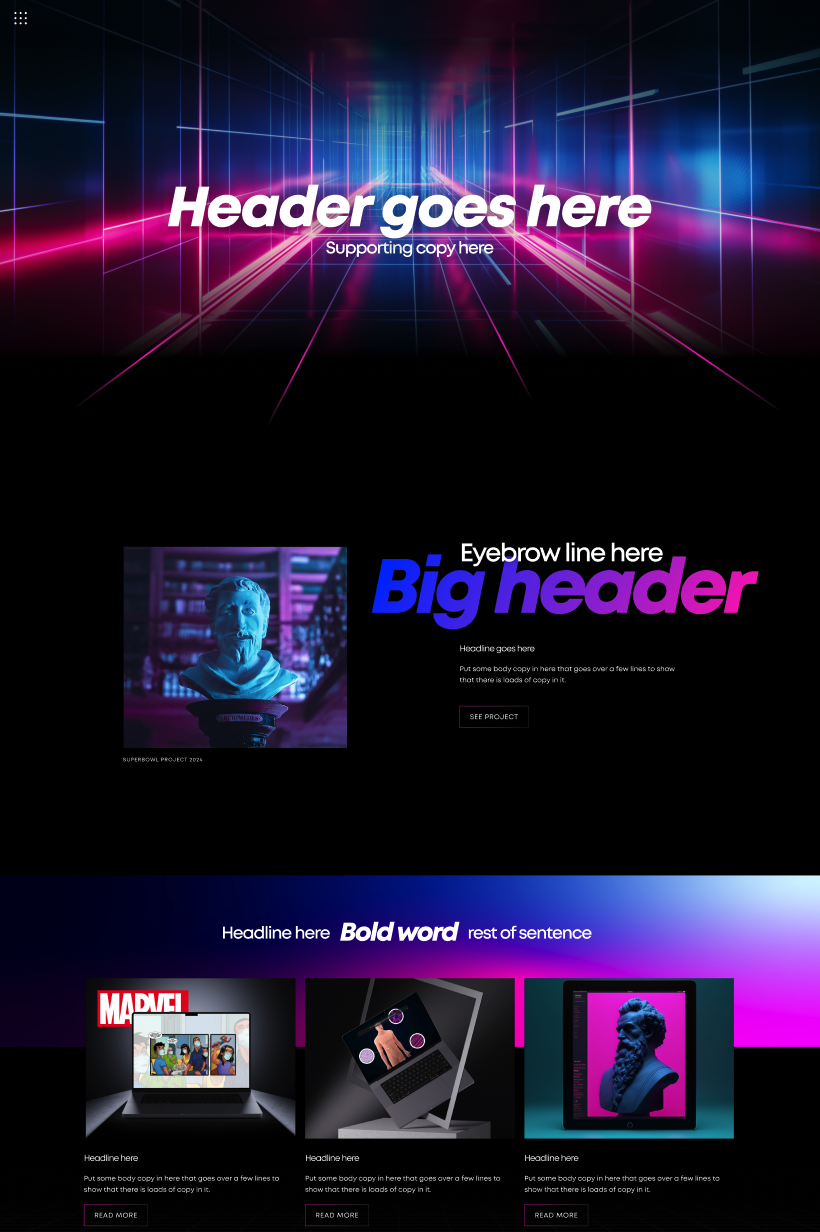 Header goes here
Supporting copy here
Eyebrow line here
Big header
Headline goes here
Put some body copy in here that goes over a few lines to show
that there is loads of copy in it.
SEE PROJECT
SUPERBOWL PROJECT 2024
Headline here Bold word rest of sentence
MARVEL
Headline here
Put some body copy in here that goes over a few lines to
show that there is loads of copy in it.
READ MORE
Headline here
Put some body copy in here that goes over a few lines to
show that there is loads of copy in it.
READ MORE
Headline here
Put some body copy in here that goes over a few lines to
show that there is loads of copy in it.
READ MORE